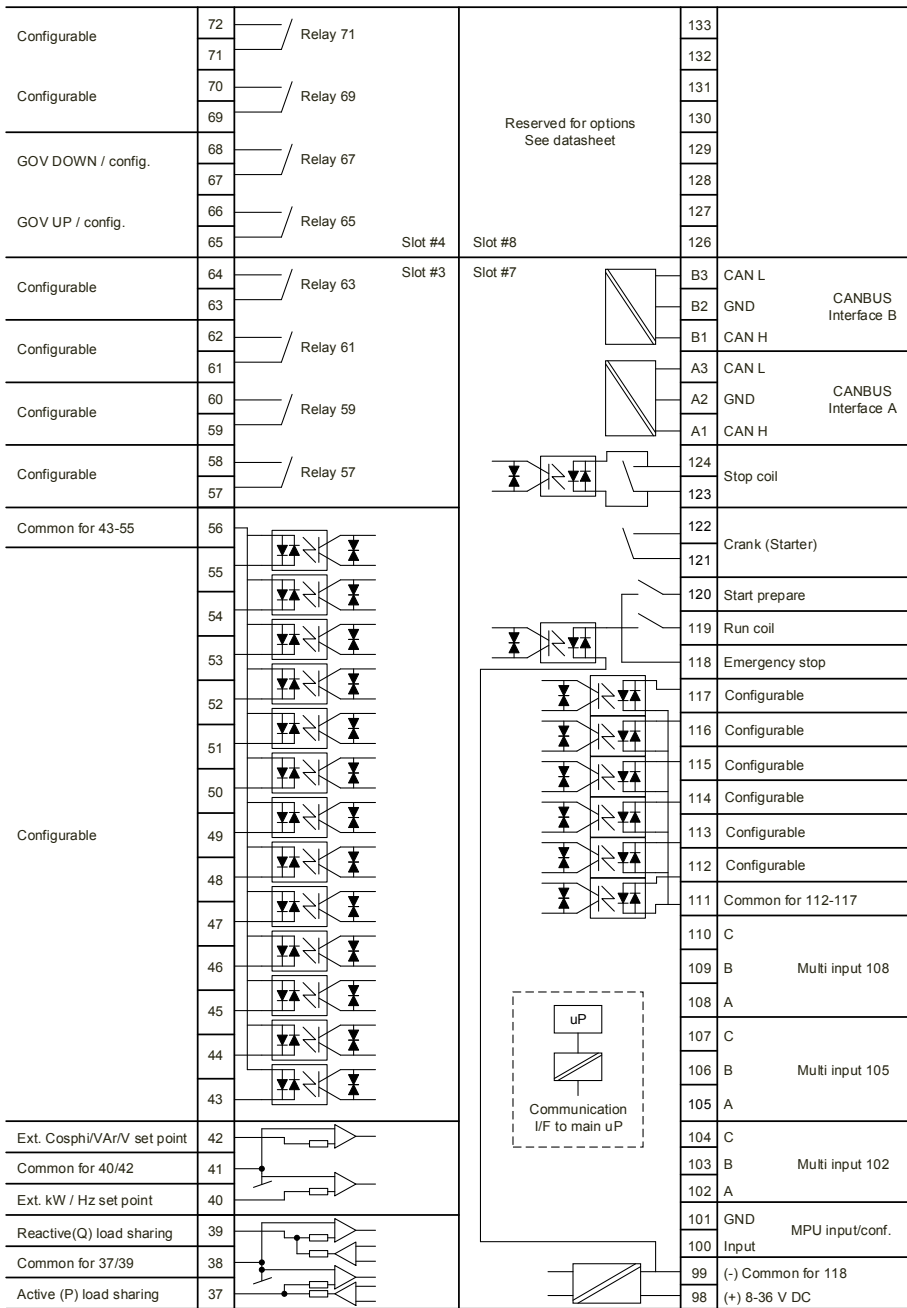 Configurable 72 Relay 71
71
Configurable 70 Relay 69
69
GOV DOWN / config. 68 Relay 67
67
GOV UP / config. 66 Relay 65
65 Slot #4
Configurable 64 Relay 63 Slot #3
63
Configurable 62 Relay 61
61
Configurable 60 Relay 59
59
Configurable 58 Relay 57
57
Common for 43-55 56
55
54
53
52
51
50
Configurable 49
48
47
46
45
44
43
Ext. Cosphi/VAr/V set point 42
Common for 40/42 41
Ext. kW / Hz set point 40
Reactive(Q) load sharing 39
Common for 37/39 38
Active (P) load sharing 37
133
132
131
130
Reserved for options
See datasheet
129
128
127
Slot #8 126
Slot #7
B3 CAN L
B2 GND
B1 CAN H
CANBUS
Interface B
A3 CAN L
A2 GND
A1 CAN H
CANBUS
Interface A
124
123
Stop coil
122
121
Crank (Starter)
120 Start prepare
119 Run coil
118 Emergency stop
117 Configurable
116 Configurable
115 Configurable
114 Configurable
113 Configurable
112 Configurable
111 Common for 112-117
110 C
109 B Multi input 108
108 A
107 C
106 B Multi input 105
105 A
104 C
103 B Multi input 102
102 A
101 GND
100 Input
MPU input/conf.
99 (-) Common for 118
98 (+) 8-36 V DC
uP
Communication
I/F to main uP